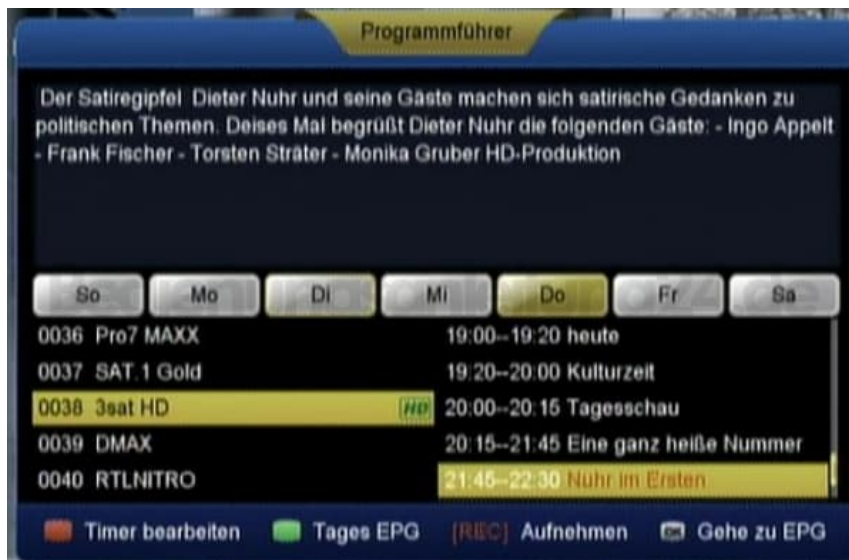 Programmführer
Der Satiregipfel Dieter Nuhr und seine Gäste machen sich satirische Gedanken zu
politischen Themen. Deises Mal begrüßt Dieter Nuhr die folgenden Gäste: - Ingo Appelt
- Frank Fischer - Torsten Sträter - Monika Gruber HD-Produktion
So Mo Di Mi Do Fr Sa
0036 Pro7 MAXX 19:00--19:20 heute
0037 SAT.1 Gold 19:20--20:00 Kulturzeit
0038 3sat HD HD 20:00--20:15 Tagesschau
0039 DMAX 20:15--21:45 Eine ganz heiße Nummer
0040 RTLNITRO 21:45--22:30 Nuhr im Ersten
Timer bearbeiten Tages EPG [REC] Aufnehmen Gehe zu EPG